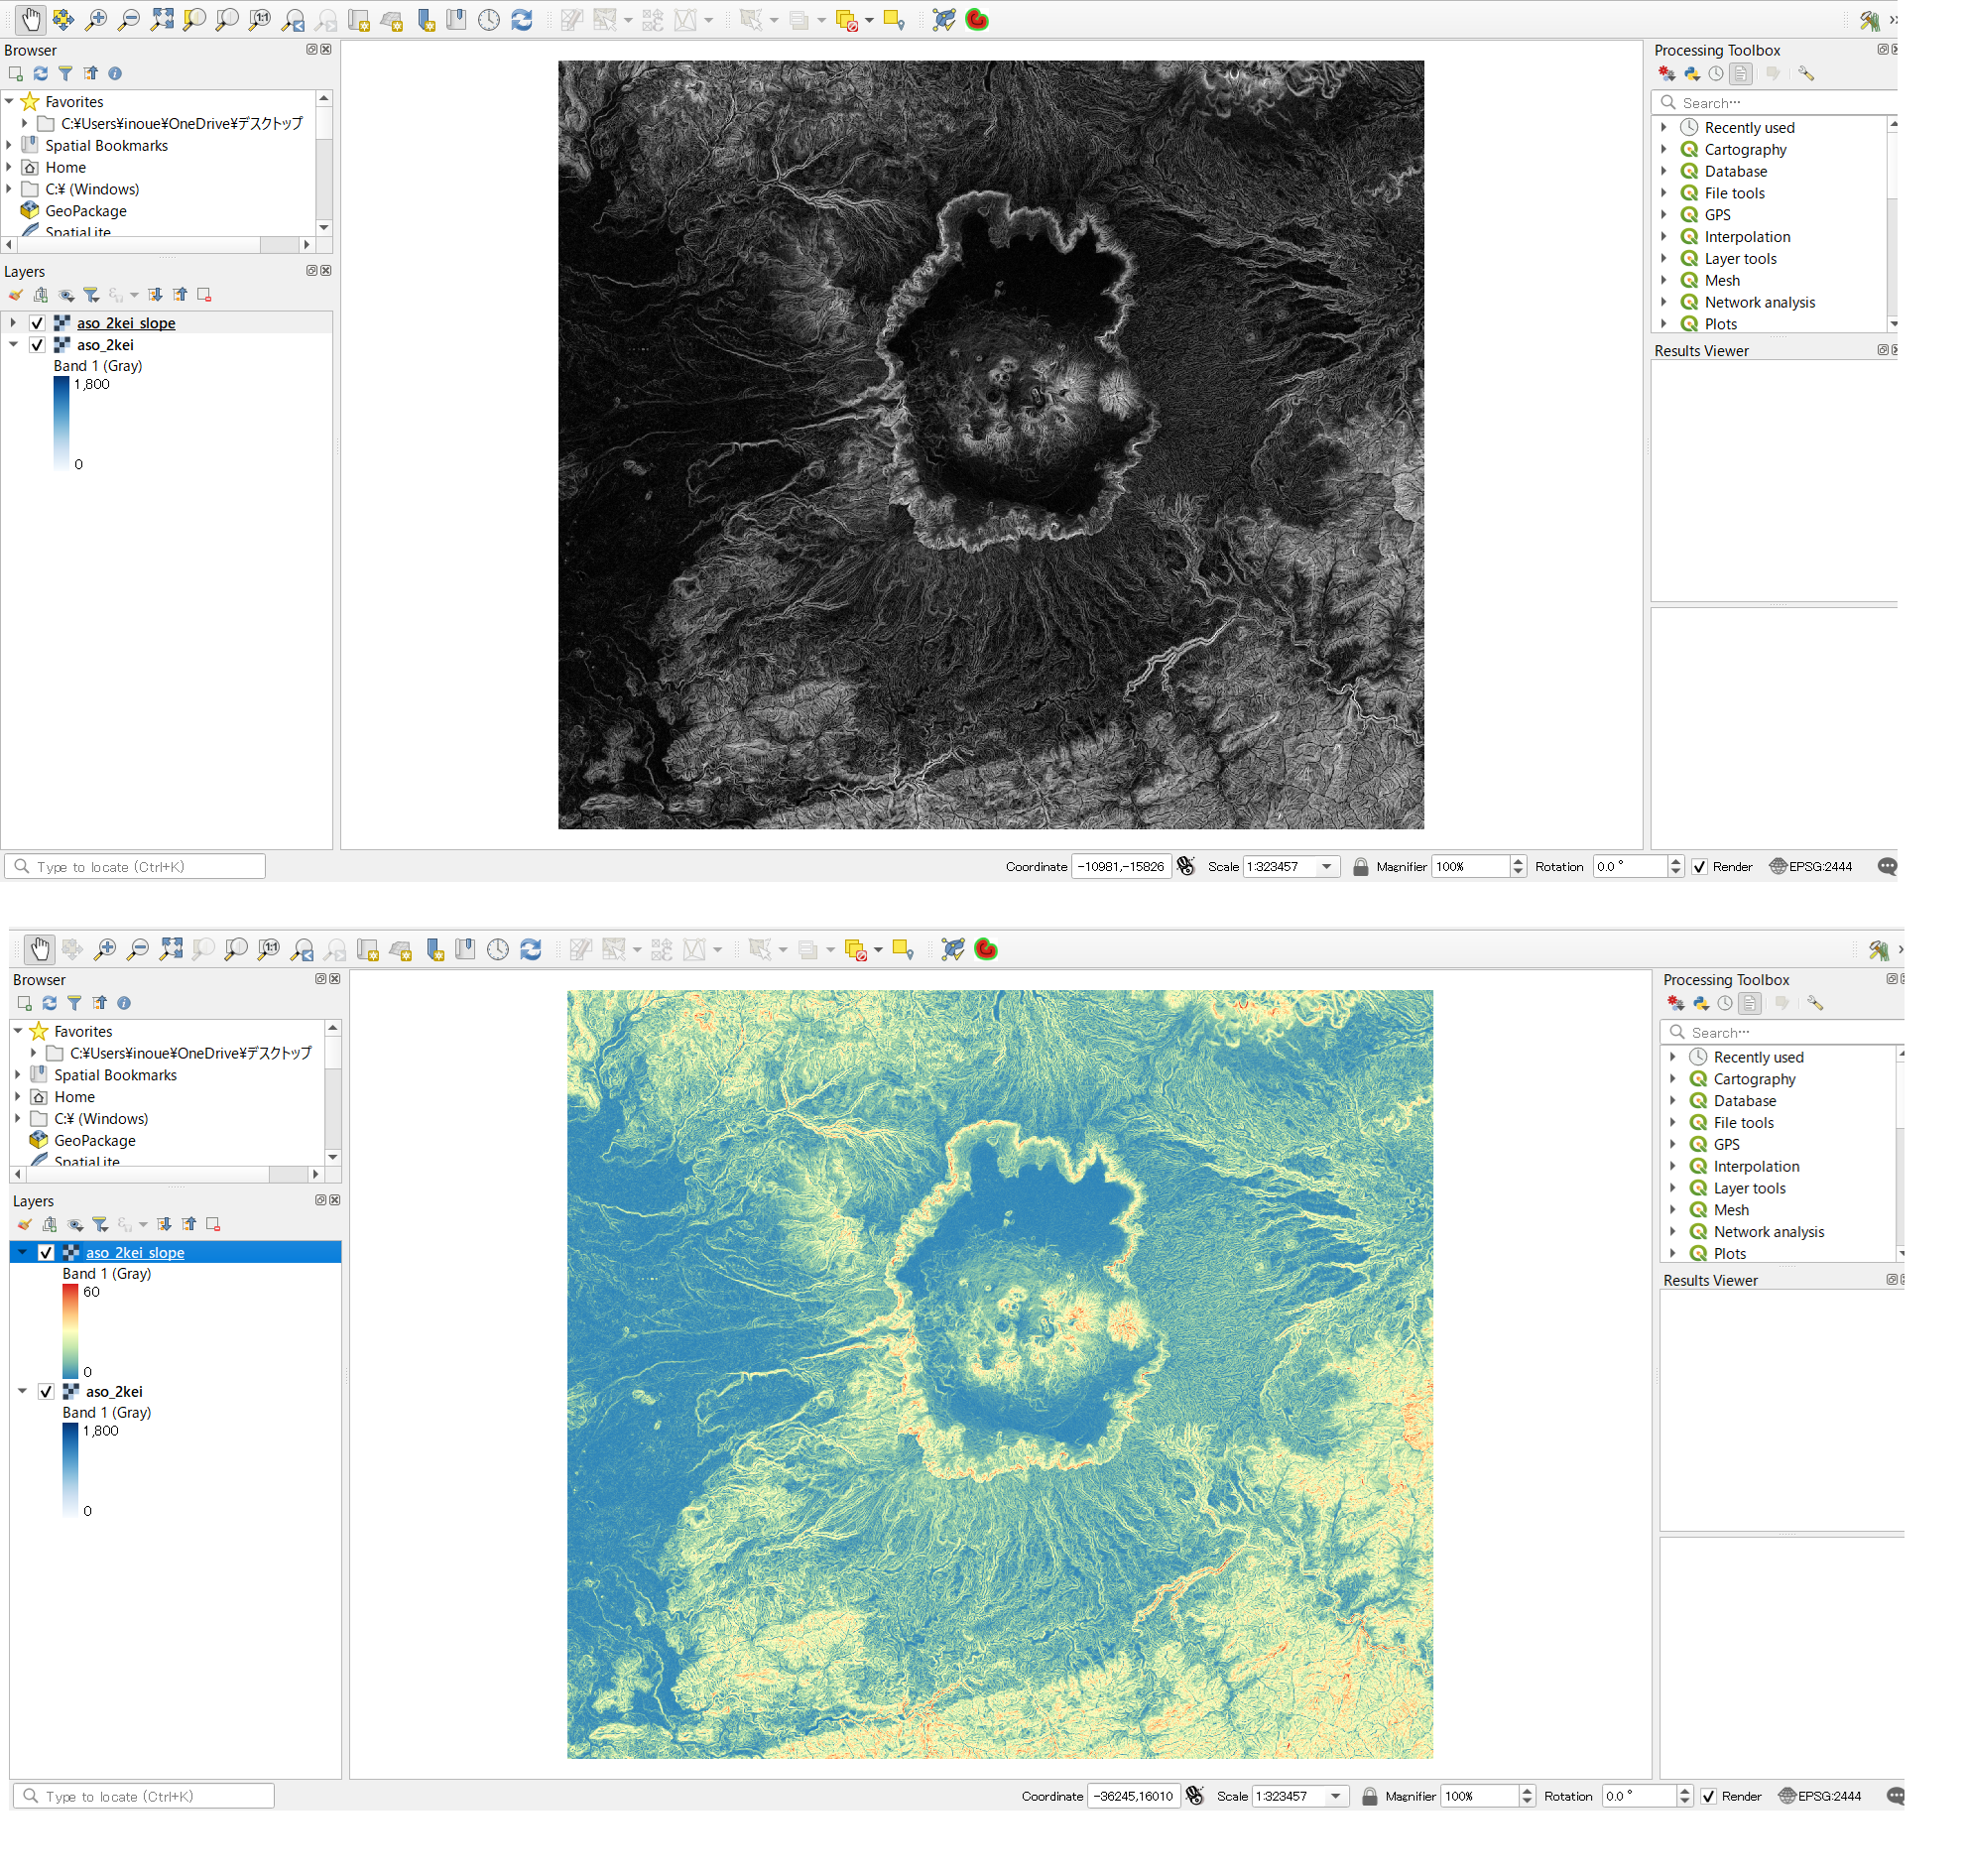 Browser
Favorites
C:¥Users¥inoue¥OneDrive¥デスクトップ
Spatial Bookmarks
Home
C:¥ (Windows)
GeoPackage
SpatiaLite
Layers
aso_2kei_slope
aso_2kei
Band 1 (Gray)
1,800
0
Processing Toolbox
Search…
Recently used
Cartography
Database
File tools
GPS
Interpolation
Layer tools
Mesh
Network analysis
Plots
Results Viewer
Type to locate (Ctrl+K)
Coordinate -10981,-15826 Scale 1:323457 Magnifier 100% Rotation 0.0 ° Render EPSG:2444
Browser
Favorites
C:¥Users¥inoue¥OneDrive¥デスクトップ
Spatial Bookmarks
Home
C:¥ (Windows)
GeoPackage
SpatiaLite
Layers
aso_2kei_slope
Band 1 (Gray)
60
0
aso_2kei
Band 1 (Gray)
1,800
0
Processing Toolbox
Search…
Recently used
Cartography
Database
File tools
GPS
Interpolation
Layer tools
Mesh
Network analysis
Plots
Results Viewer
Type to locate (Ctrl+K)
Coordinate -36245,16010 Scale 1:323457 Magnifier 100% Rotation 0.0 ° Render EPSG:2444